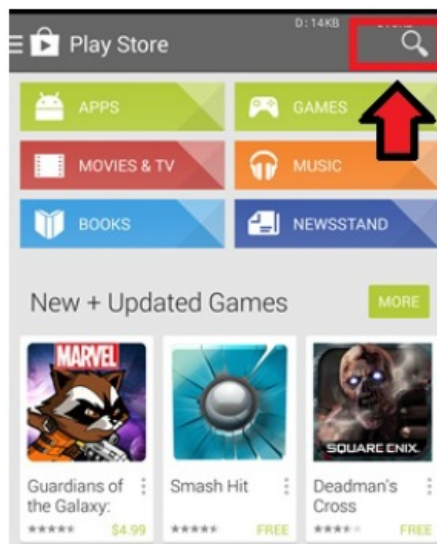 D:14KB
Play Store
APPS
GAMES
MOVIES & TV
MUSIC
BOOKS
NEWSSTAND
New + Updated Games
MORE
MARVEL
SQUARE ENIX.
Guardians of the Galaxy:
Smash Hit
Deadman's Cross
$4.99
FREE
FREE